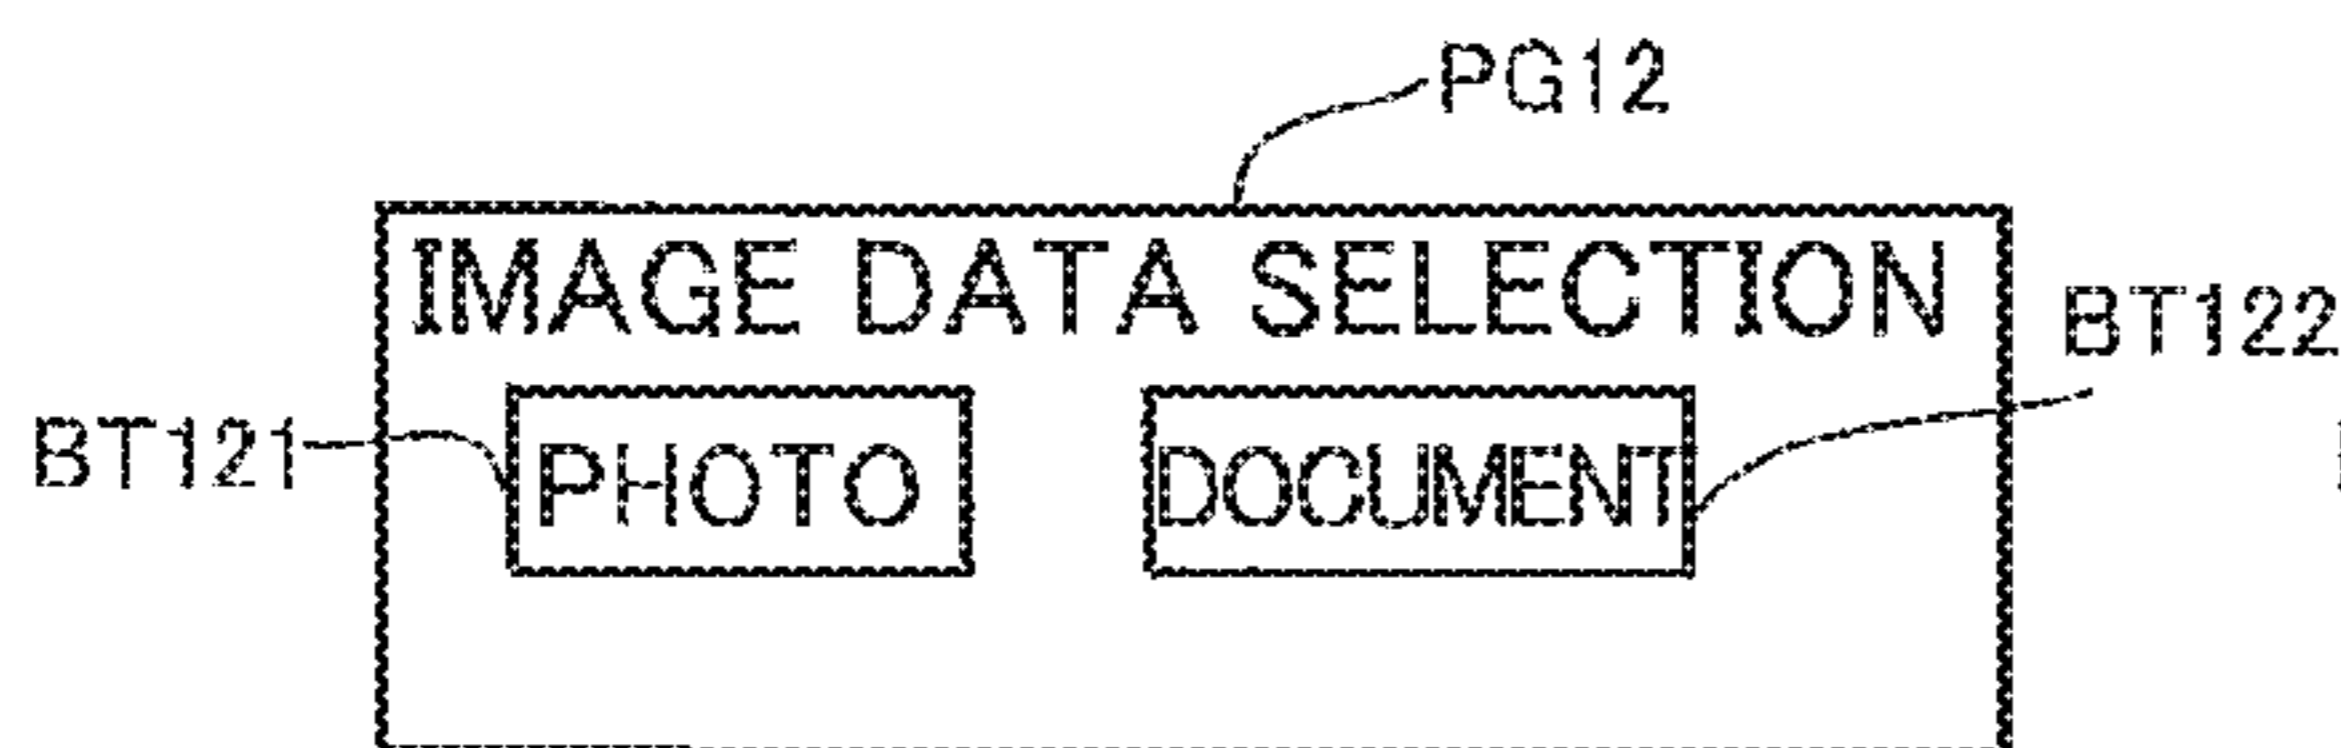 PG12
IMAGE DATA SELECTION
BT122
BT121
PHOTO
DOCUMENT